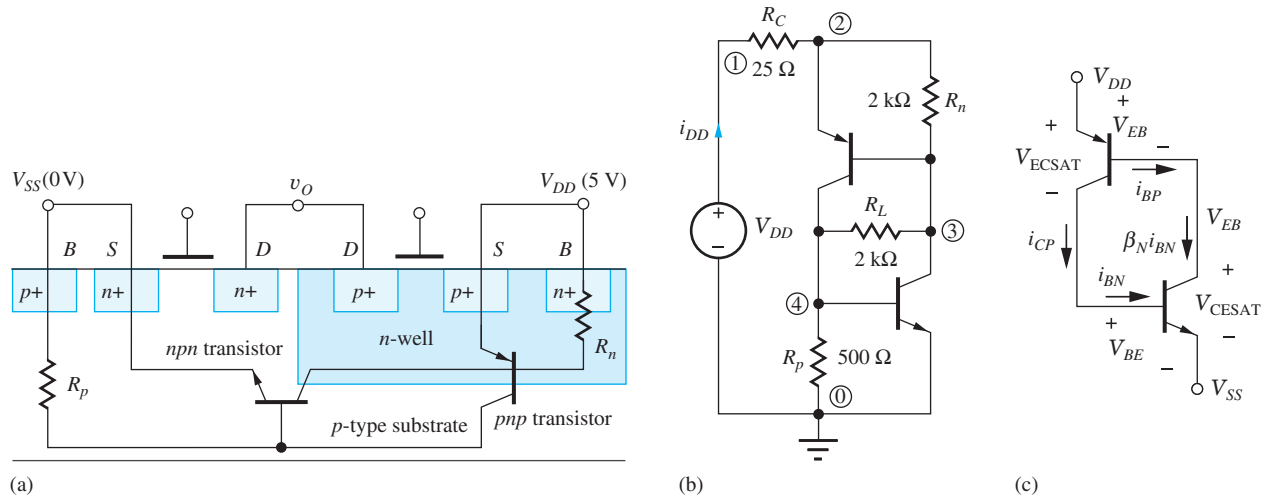 V_SS (0 V)
v_O
V_DD (5 V)
B
S
D
D
S
B
p+
n+
n+
p+
p+
n+
npn transistor
n-well
R_n
R_p
p-type substrate
pnp transistor
(a)
R_C
②
①
25 Ω
2 kΩ
R_n
i_DD
+
−
V_DD
R_L
③
2 kΩ
④
R_p
500 Ω
⓪
(b)
V_DD
+
+
V_EB
V_ECSAT
−
−
i_BP
V_EB
i_CP
β_N i_BN
i_BN
+
V_CESAT
+
V_BE
−
−
V_SS
(c)